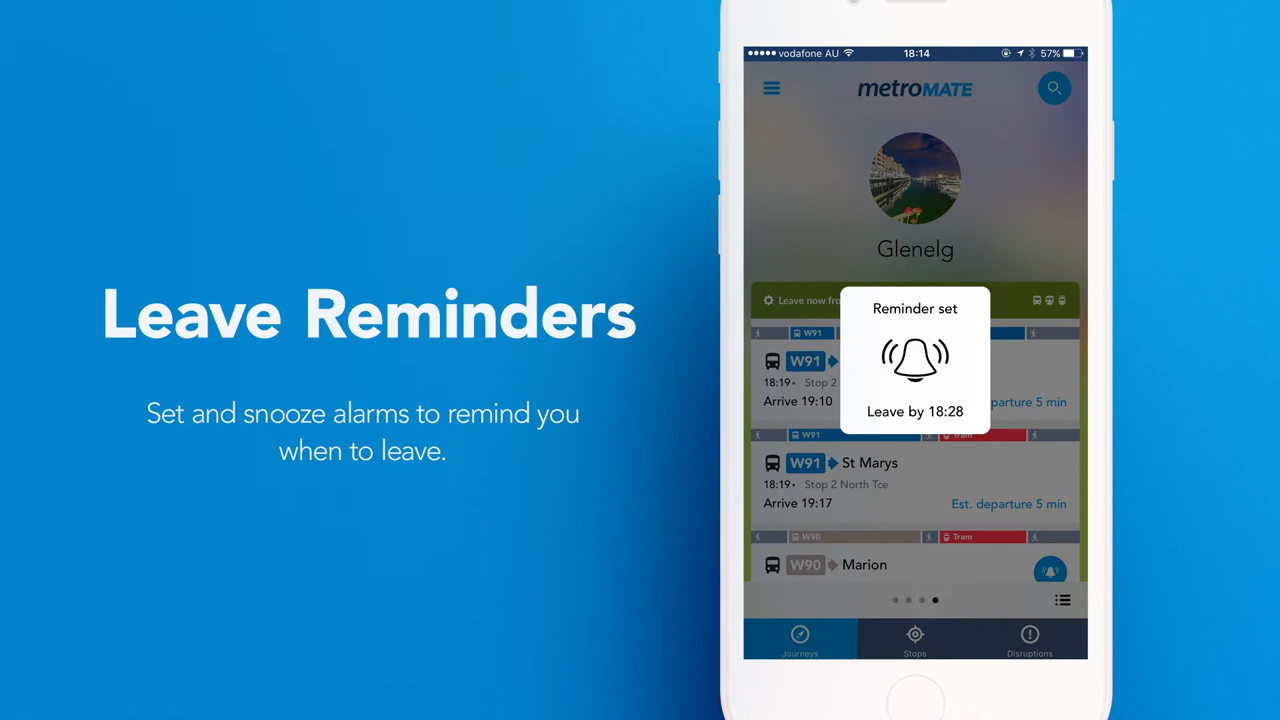 Leave Reminders
Set and snooze alarms to remind you
when to leave.
vodafone AU 18:14 57%
metroMATE
Glenelg
Leave now fro
Reminder set
Leave by 18:28
W91
W91
18:19 Stop 2
Arrive 19:10 parture 5 min
W91 Tram
W91 St Marys
18:19 Stop 2 North Tce
Arrive 19:17 Est. departure 5 min
W90 Tram
W90 Marion
Journeys Stops Disruptions